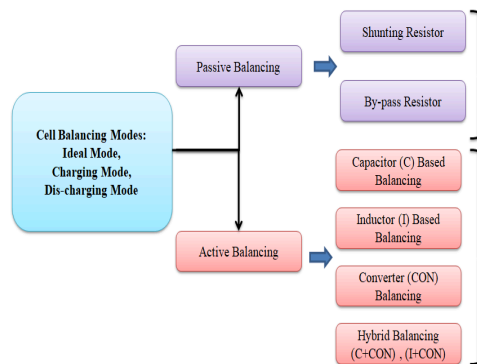 Shunting Resistor
Passive Balancing
By-pass Resistor
Cell Balancing Modes:
Ideal Mode,
Charging Mode,
Dis-charging Mode
Capacitor (C) Based
Balancing
Inductor (I) Based
Balancing
Active Balancing
Converter (CON)
Balancing
Hybrid Balancing
(C+CON) , (I+CON)